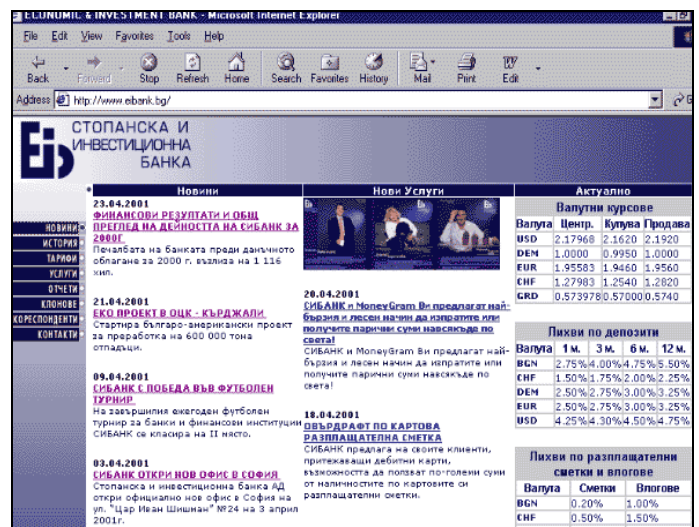 ECONOMIC & INVESTMENT BANK - Microsoft Internet Explorer
File Edit View Favorites Tools Help
Back Forward Stop Refresh Home Search Favorites History Mail Print Edit
Address http://www.eibank.bg/
СТОПАНСКА И
ИНВЕСТИЦИОННА
БАНКА
НОВИНИ
ИСТОРИЯ
ТАРИФИ
УСЛУГИ
ОТЧЕТИ
КЛОНОВЕ
КОРЕСПОНДЕНТИ
КОНТАКТИ
Новини
23.04.2001
ФИНАНСОВИ РЕЗУЛТАТИ И ОБЩ
ПРЕГЛЕД НА ДЕЙНОСТТА НА СИБАНК ЗА
2000Г
Печалбата на банката преди данъчното
облагане за 2000 г. възлиза на 1 116
хил.
21.04.2001
ЕКО ПРОЕКТ В ОЦК - КЪРДЖАЛИ
Стартира българо-американски проект
за преработка на 600 000 тона
отпадъци.
09.04.2001
СИБАНК С ПОБЕДА ВЪВ ФУТБОЛЕН
ТУРНИР
На завършилия ежегоден футболен
турнир за банки и финансови институции
СИБАНК се класира на II място.
03.04.2001
СИБАНК ОТКРИ НОВ ОФИС В СОФИЯ
Стопанска и инвестиционна банка АД
откри официално нов офис в София на
ул. "Цар Иван Шишман" №24 на 3 април
2001г.
Нови Услуги
20.04.2001
СИБАНК и MoneyGram Ви предлагат най-
бързия и лесен начин да изпратите или
получите парични суми навсякъде по
света!
СИБАНК и MoneyGram Ви предлагат най-
бързия и лесен начин да изпратите или
получите парични суми навсякъде по
света!
18.04.2001
ОВЪРДРАФТ ПО КАРТОВА
РАЗПЛАЩАТЕЛНА СМЕТКА
СИБАНК предлага на своите клиенти,
притежаващи дебитни карти,
възможността да ползват по-големи суми
от наличностите по картовите си
разплащателни сметки.
Актуално
Валутни курсове
Валута Центр. Купува Продава
USD 2.17968 2.1620 2.1920
DEM 1.0000 0.9950 1.0000
EUR 1.95583 1.9460 1.9560
CHF 1.27983 1.2540 1.2820
GRD 0.573978 0.57000 0.5740
Лихви по депозити
Валута 1 м. 3 м. 6 м. 12 м.
BGN 2.75% 4.00% 4.75% 5.50%
CHF 1.50% 1.75% 2.00% 2.25%
DEM 2.50% 2.75% 3.00% 3.25%
EUR 2.50% 2.75% 3.00% 3.25%
USD 4.25% 4.30% 4.50% 4.75%
Лихви по разплащателни
сметки и влогове
Валута Сметки Влогове
BGN 0.20% 1.00%
CHF 0.50% 1.50%